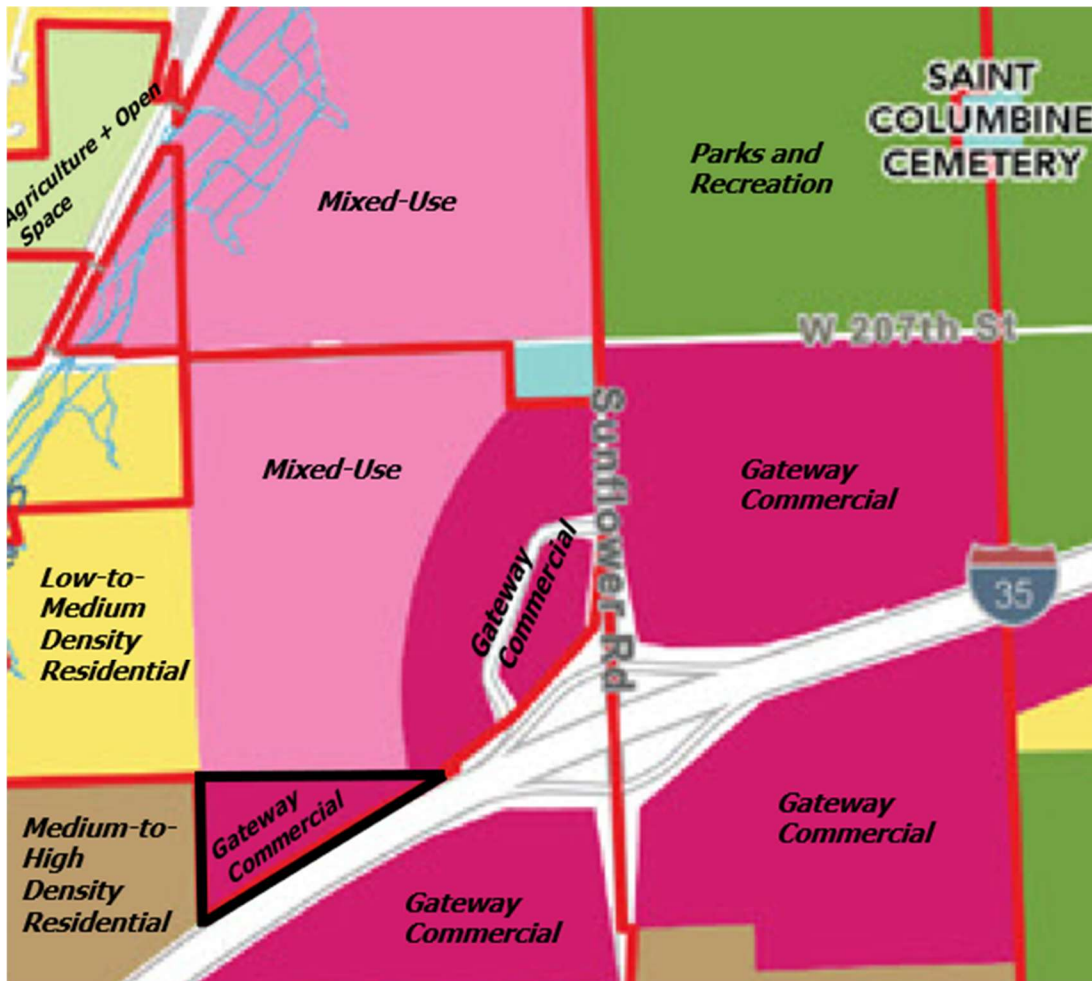 Agriculture + Open
Space
Mixed-Use
Parks and
Recreation
SAINT
COLUMBINE
CEMETERY
W 207th St
Mixed-Use
Sunflower Rd
Gateway
Commercial
Gateway
Commercial
35
Low-to-
Medium
Density
Residential
Gateway
Commercial
Medium-to-
High
Density
Residential
Gateway
Commercial
Gateway
Commercial